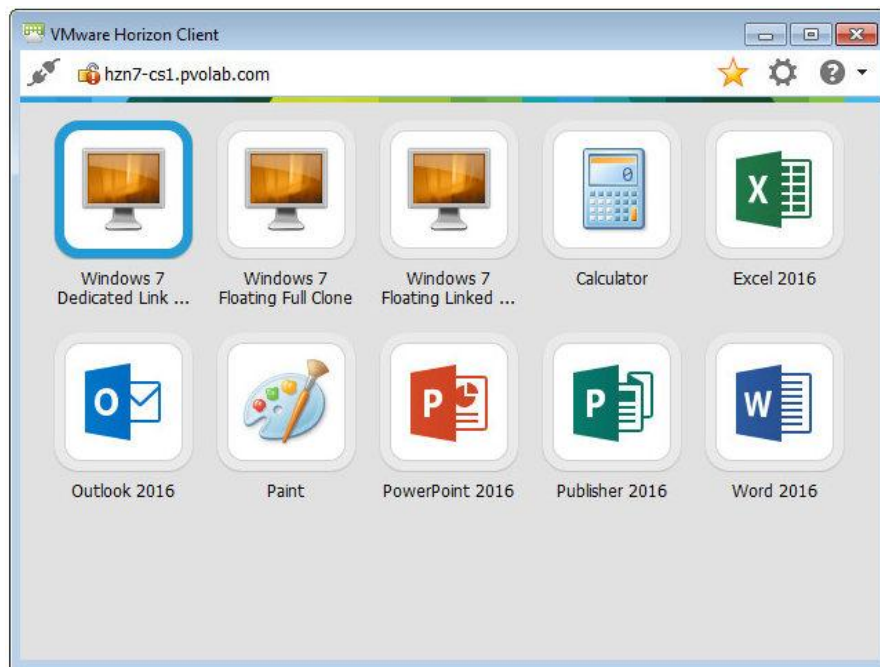 VMware Horizon Client
hzn7-cs1.pvolab.com
Windows 7
Dedicated Link ...
Windows 7
Floating Full Clone
Windows 7
Floating Linked ...
0
Calculator
X
Excel 2016
O
Outlook 2016
Paint
P
PowerPoint 2016
P
Publisher 2016
W
Word 2016